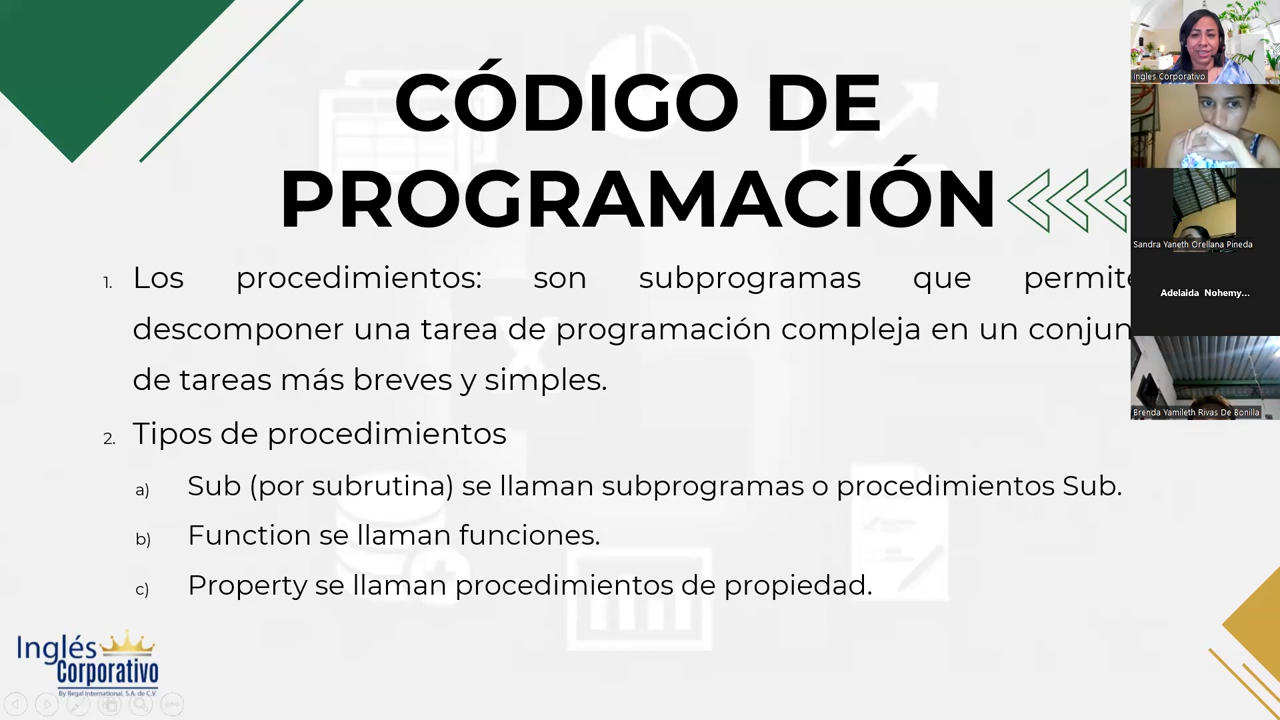 CÓDIGO DE
PROGRAMACIÓN
1. Los procedimientos: son subprogramas que permite
descomponer una tarea de programación compleja en un conjun
de tareas más breves y simples.
2. Tipos de procedimientos
a) Sub (por subrutina) se llaman subprogramas o procedimientos Sub.
b) Function se llaman funciones.
c) Property se llaman procedimientos de propiedad.
Inglés Corporativo
Sandra Yaneth Orellana Pineda
Adelaida Nohemy...
Brenda Yamileth Rivas De Bonilla
Inglés
Corporativo
By Regal International, S.A. de C.V.